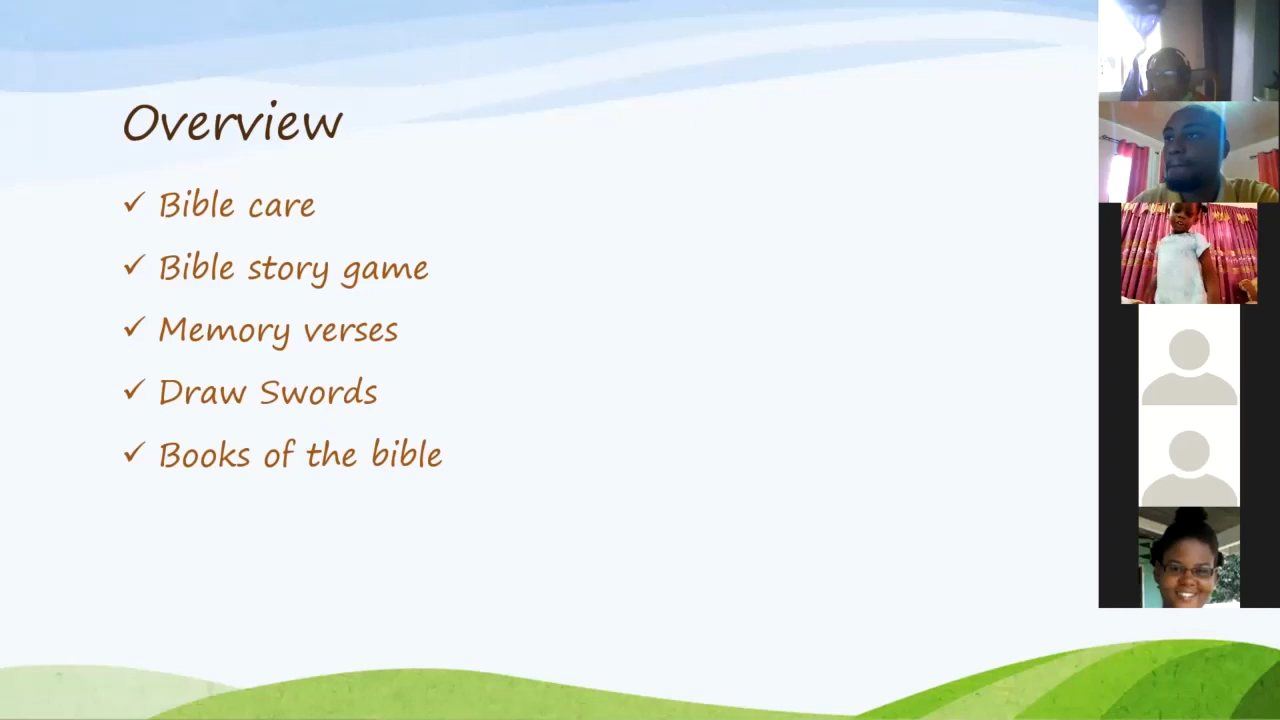 Overview
✓ Bible care
✓ Bible story game
✓ Memory verses
✓ Draw Swords
✓ Books of the bible